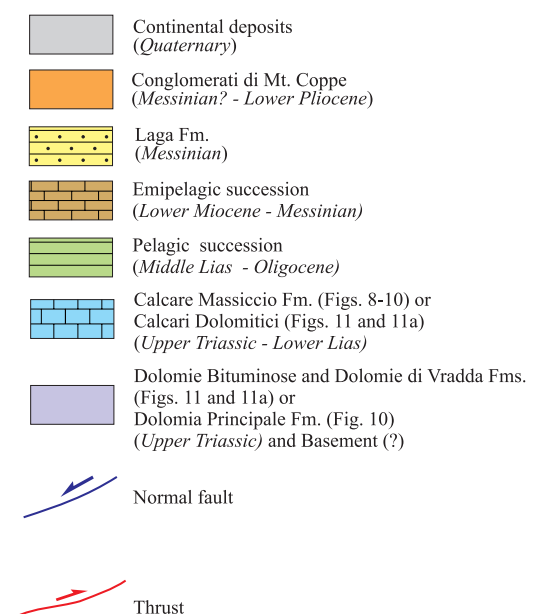 Continental deposits
(Quaternary)
Conglomerati di Mt. Coppe
(Messinian? - Lower Pliocene)
Laga Fm.
(Messinian)
Emipelagic succession
(Lower Miocene - Messinian)
Pelagic succession
(Middle Lias - Oligocene)
Calcare Massiccio Fm. (Figs. 8-10) or
Calcari Dolomitici (Figs. 11 and 11a)
(Upper Triassic - Lower Lias)
Dolomie Bituminose and Dolomie di Vradda Fms.
(Figs. 11 and 11a) or
Dolomia Principale Fm. (Fig. 10)
(Upper Triassic) and Basement (?)
Normal fault
Thrust